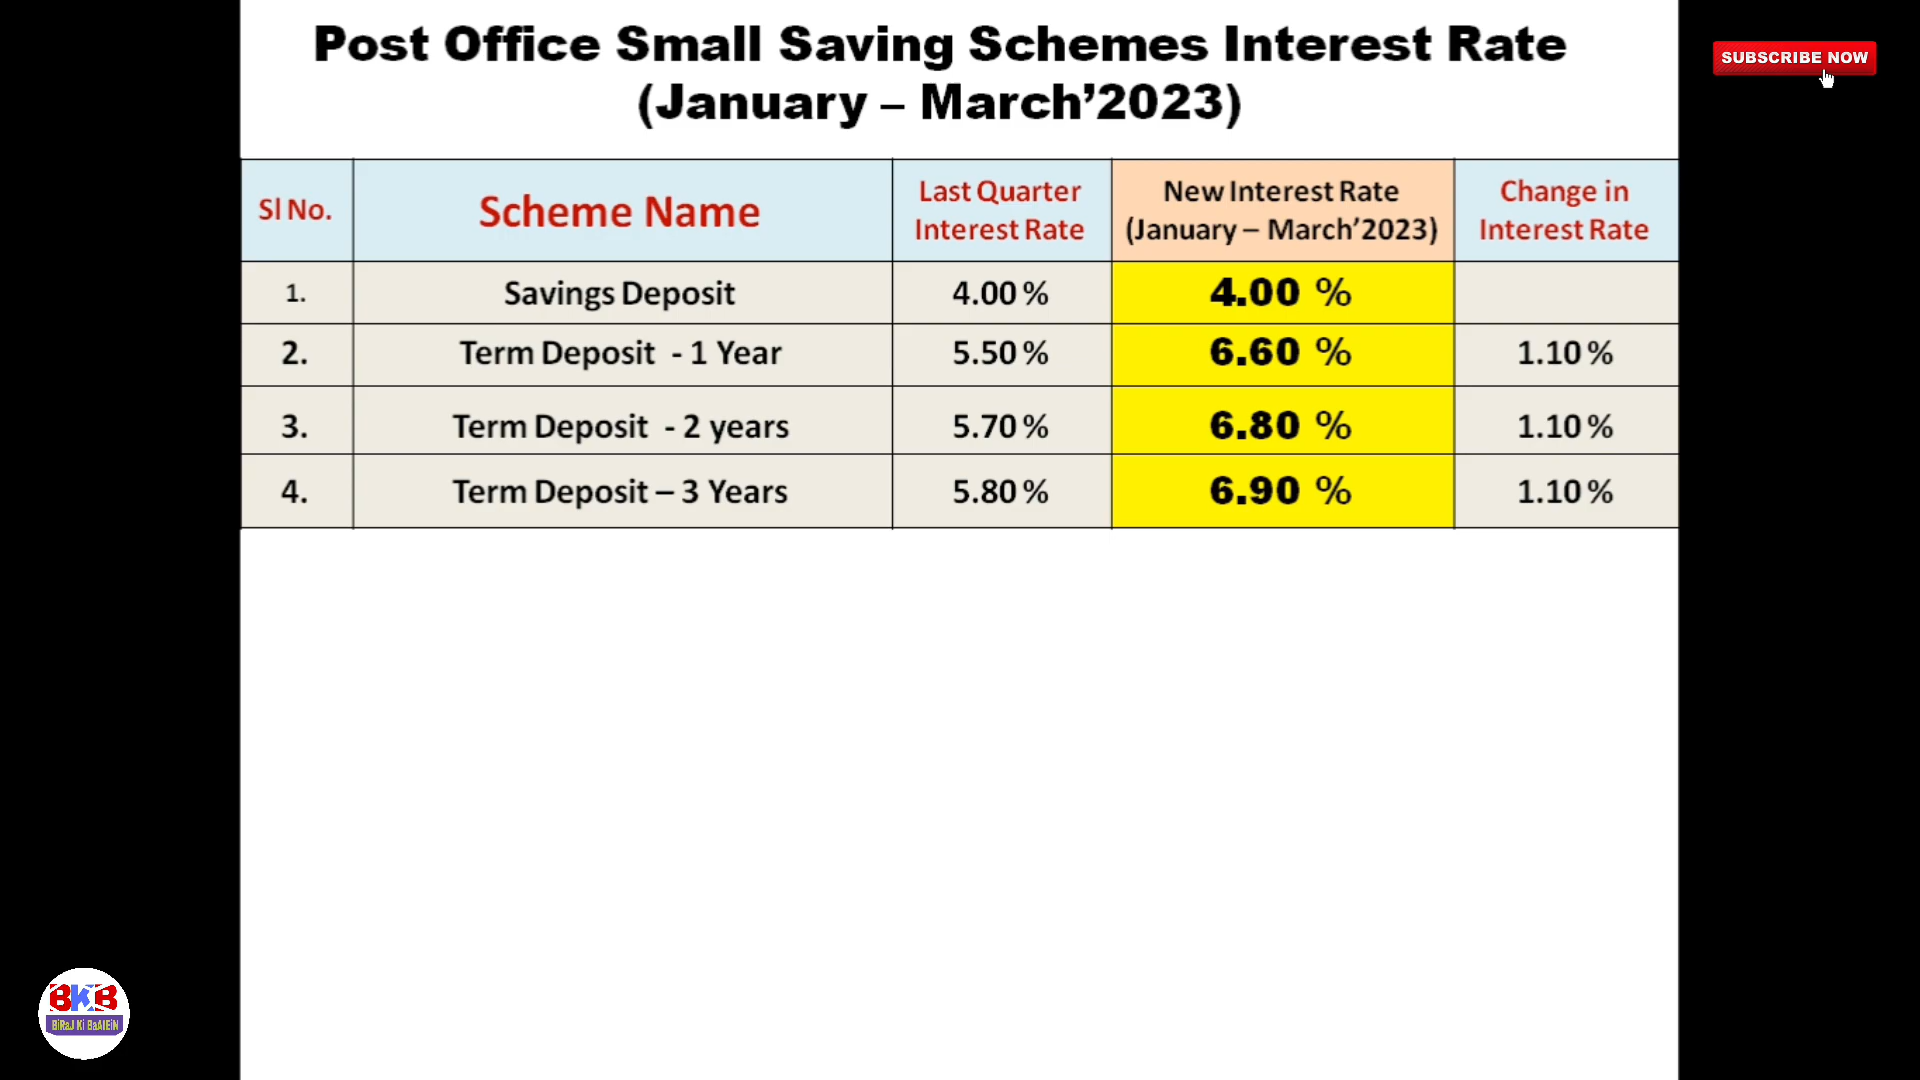 Post Office Small Saving Schemes Interest Rate
(January – March’2023)
SUBSCRIBE NOW
Sl No. Scheme Name Last Quarter Interest Rate New Interest Rate (January – March’2023) Change in Interest Rate
1. Savings Deposit 4.00 % 4.00 %
2. Term Deposit - 1 Year 5.50 % 6.60 % 1.10 %
3. Term Deposit - 2 years 5.70 % 6.80 % 1.10 %
4. Term Deposit – 3 Years 5.80 % 6.90 % 1.10 %
BKB
BiRaJ Ki BaAtEiN